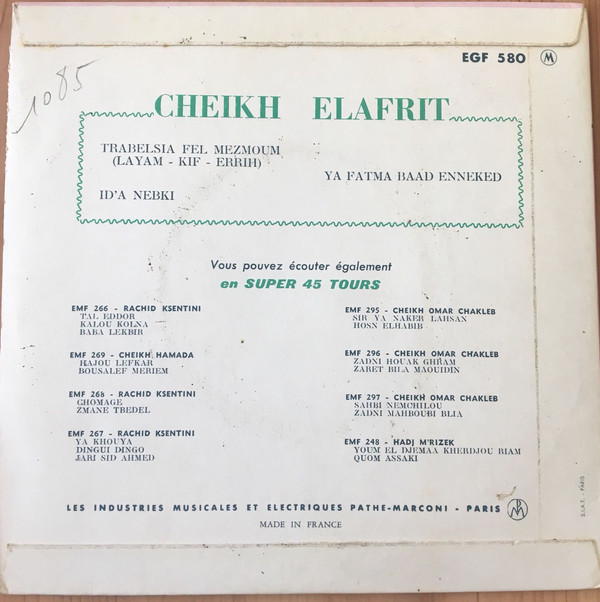 EGF 580 M
1085
CHEIKH ELAFRIT
TRABELSIA FEL MEZMOUM
(LAYAM - KIF - ERRIH)
YA FATMA BAAD ENNEKED
ID'A NEBKI
Vous pouvez écouter également
en SUPER 45 TOURS
EMF 266 - RACHID KSENTINI
TAL EDDOR
KALOU KOLNA
BABA LEKBIR
EMF 269 - CHEIKH HAMADA
HAJOU LEFKAR
BOUSALEF MERIEM
EMF 268 - RACHID KSENTINI
CHOMAGE
ZMANE TBEDEL
EMF 267 - RACHID KSENTINI
YA KHOUYA
DINGUI DINGO
JARI SID AHMED
EMF 295 - CHEIKH OMAR CHAKLEB
SIR YA NAKER LAHSAN
HOSN ELHABIB
EMF 296 - CHEIKH OMAR CHAKLEB
ZADNI HOUAK GHRAM
ZARET BILA MAOUIDIN
EMF 297 - CHEIKH OMAR CHAKLEB
SAHBI NEMCHILOU
ZADNI MAHBOUBI BLIA
EMF 248 - HADJ M'RIZEK
YOUM EL DJEMAA KHERDJOU RIAM
QUOM ASSAKI
LES INDUSTRIES MUSICALES ET ELECTRIQUES PATHE-MARCONI - PARIS
MADE IN FRANCE
S.I.A.T. - PARIS